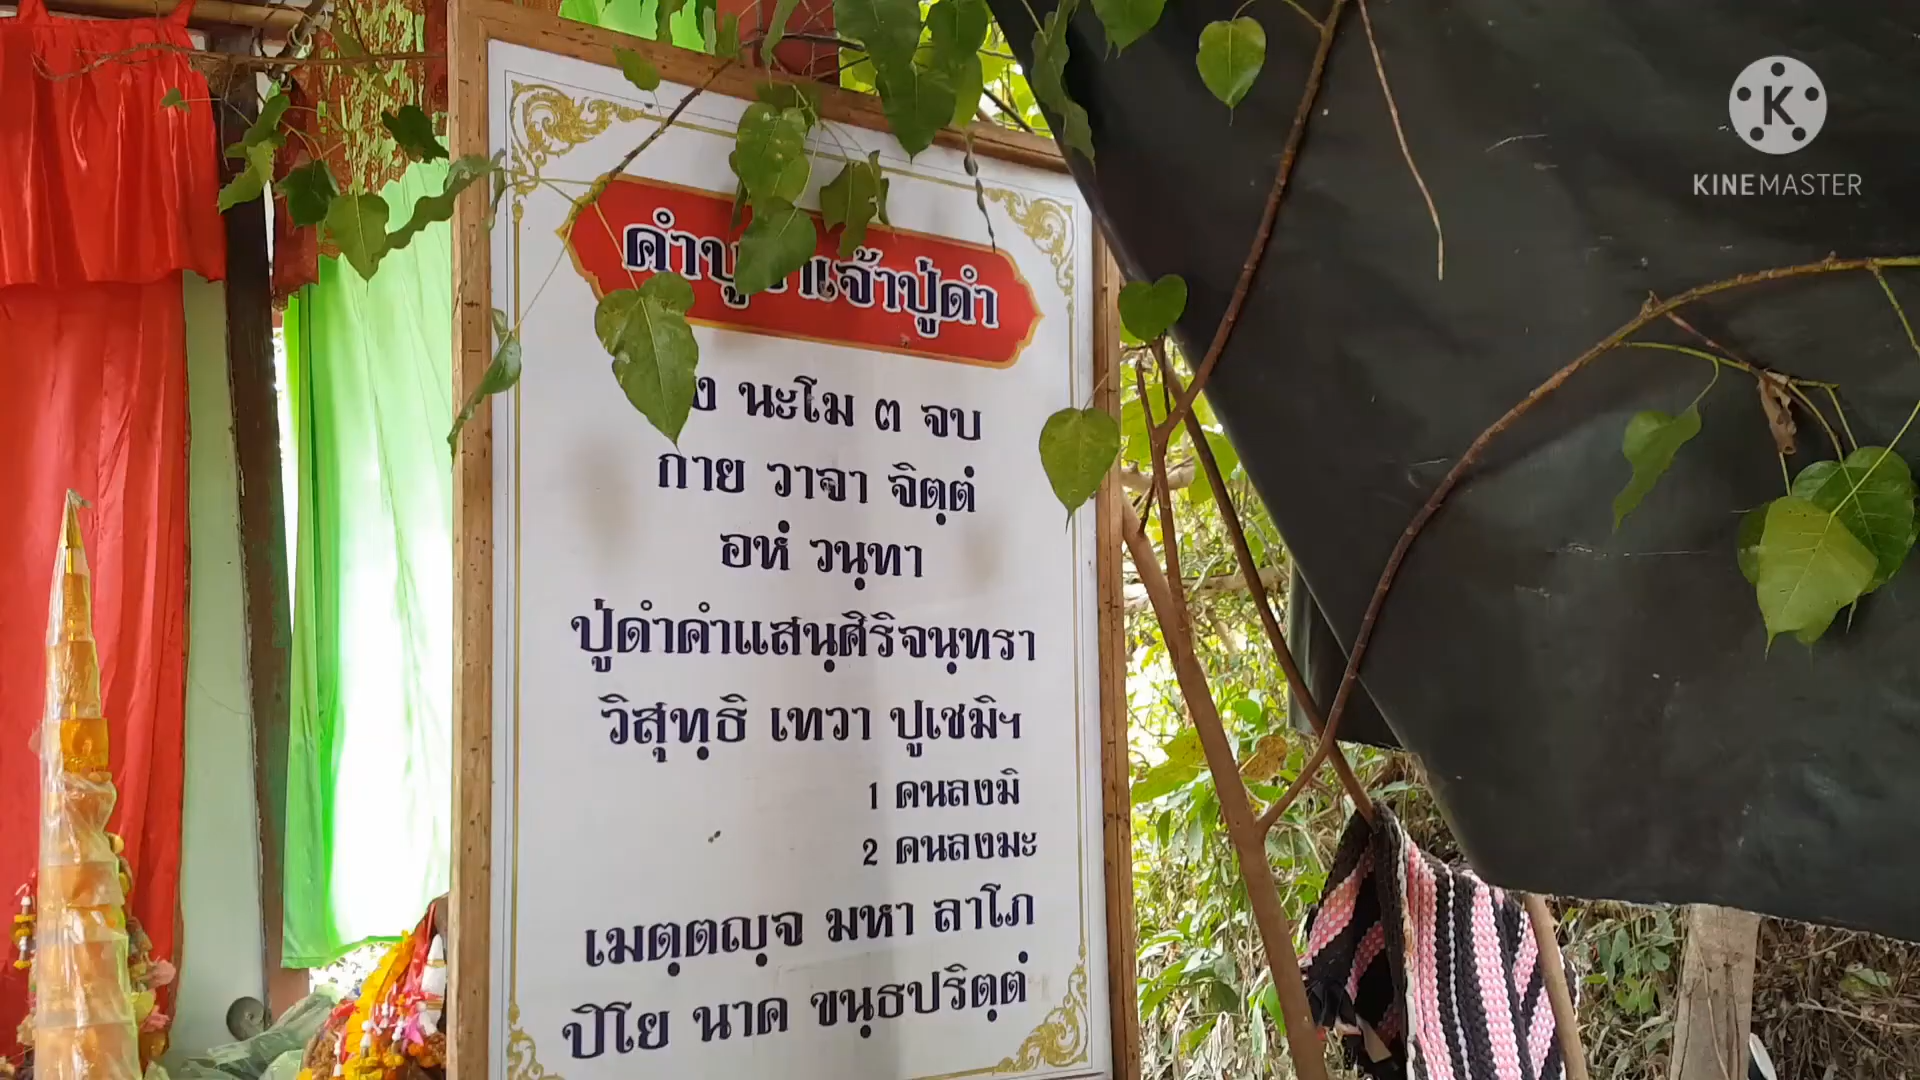 คำบูชาเจ้าปู่ดำ
นะโม ๓ จบ
กาย วาจา จิตฺตํ
อหํ วนฺทา
ปู่ดำคำแสนฺศิริจนฺทรา
วิสุทฺธิ เทวา ปูเชมิฯ
1 คนลงมิ
2 คนลงมะ
เมตฺตญฺจ มหา ลาโภ
ปิโย นาค ขนฺธปริตฺตํ
K
KINEMASTER